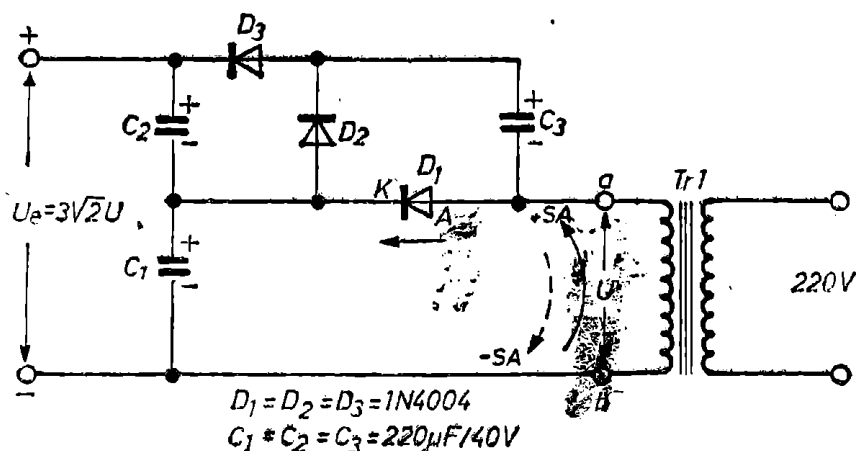 +
D3
C2
+
-
D2
+
-
C3
K
D1
A
a
Tr1
+SA
Ue=3√2U
C1
+
-
U
220V
-SA
-
b
D1=D2=D3=1N4004
C1=C2=C3=220µF/40V